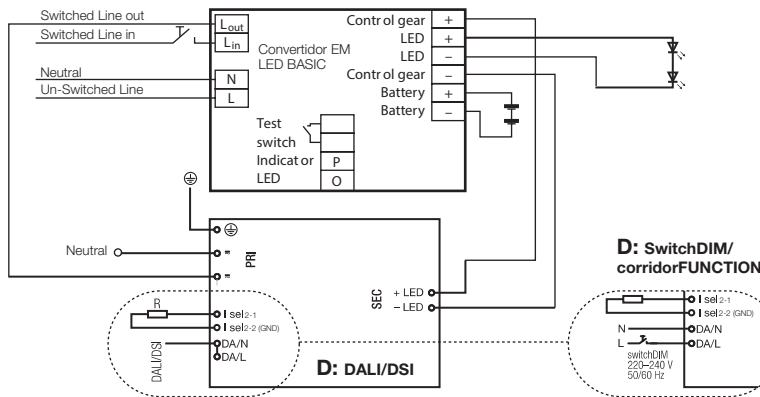 Switched Line out
Switched Line in
Neutral
Un-Switched Line
Lout
Lin
N
L
Convertidor EM
LED BASIC
Control gear +
LED +
LED –
Control gear –
Battery +
Battery –
Test
switch
Indicator
LED
P
O
Neutral
=
=
PRI
SEC
+ LED
– LED
R
I sel2-1
I sel2-2 (GND)
DA/N
DA/L
DALI/DSI
D: DALI/DSI
D: SwitchDIM/
corridorFUNCTION
I sel2-1
I sel2-2 (GND)
N
DA/N
L
DA/L
switchDIM
220–240 V
50/60 Hz